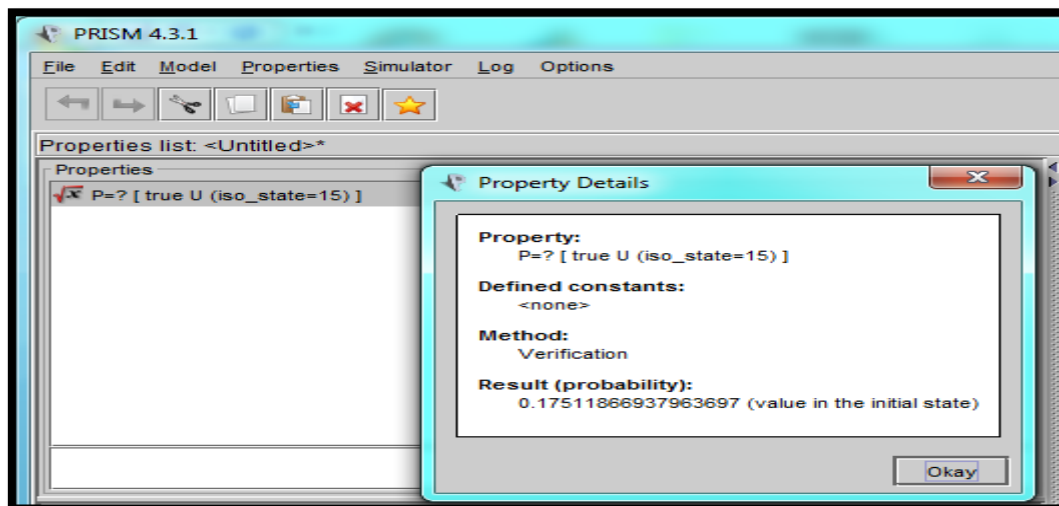 PRISM 4.3.1
File Edit Model Properties Simulator Log Options
Properties list: <Untitled>*
Properties
√x P=? [ true U (iso_state=15) ]
Property Details
Property:
P=? [ true U (iso_state=15) ]
Defined constants:
<none>
Method:
Verification
Result (probability):
0.17511866937963697 (value in the initial state)
Okay